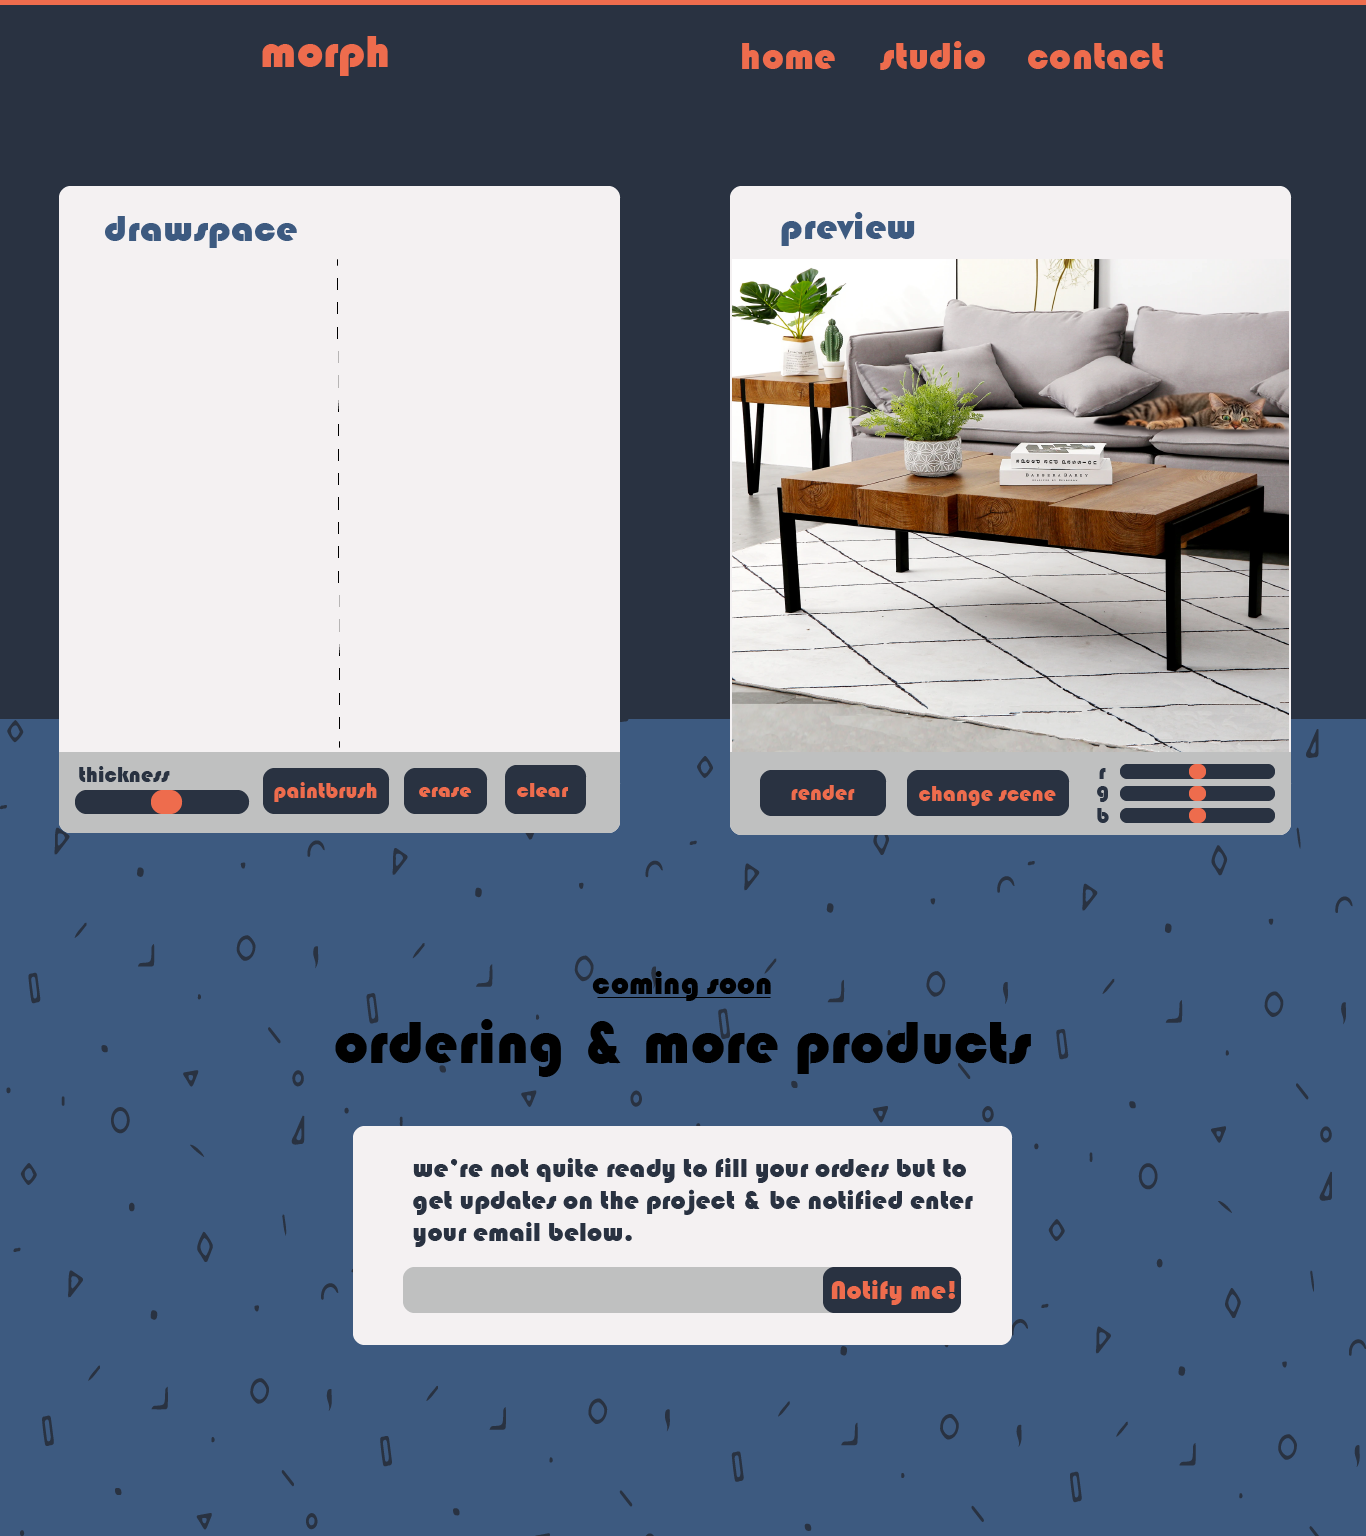 morph
home studio contact
drawspace
preview
BARBARA BARRY
thickness
paintbrush
erase
clear
render
change scene
r
g
b
coming soon
ordering & more products
we're not quite ready to fill your orders but to
get updates on the project & be notified enter
your email below.
Notify me!